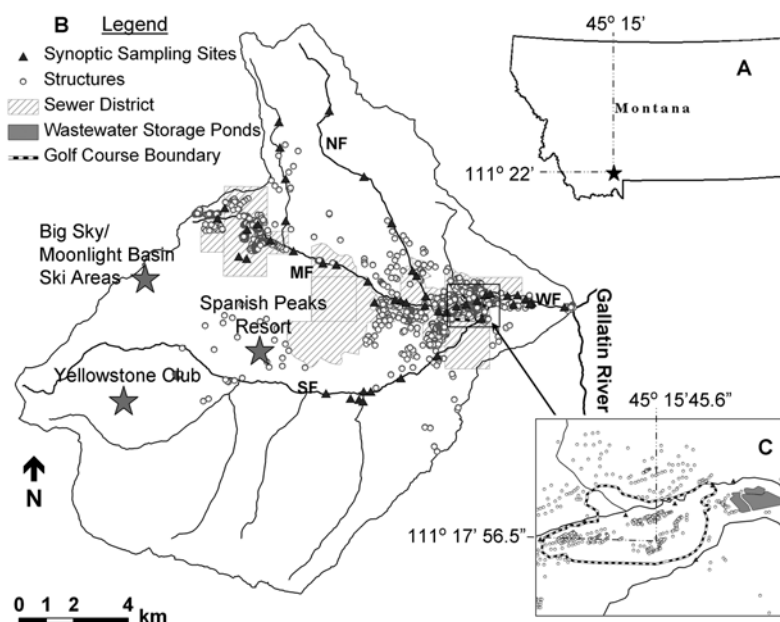 B Legend
Synoptic Sampling Sites
Structures
Sewer District
Wastewater Storage Ponds
Golf Course Boundary
45° 15’
A
Montana
111° 22’
NF
Big Sky/
Moonlight Basin
Ski Areas
MF
WF
Spanish Peaks
Resort
Gallatin River
Yellowstone Club
SF
45° 15’45.6”
C
N
111° 17’ 56.5”
0 1 2 4
km